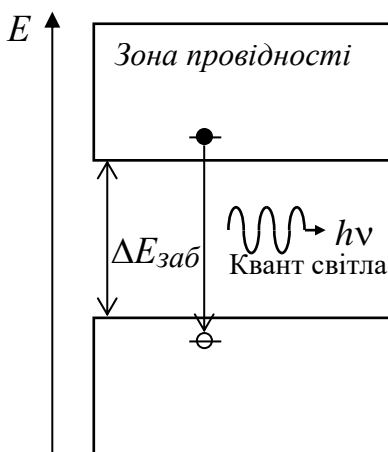 E
Зона провідності
ΔEзаб
hν
Квант світла